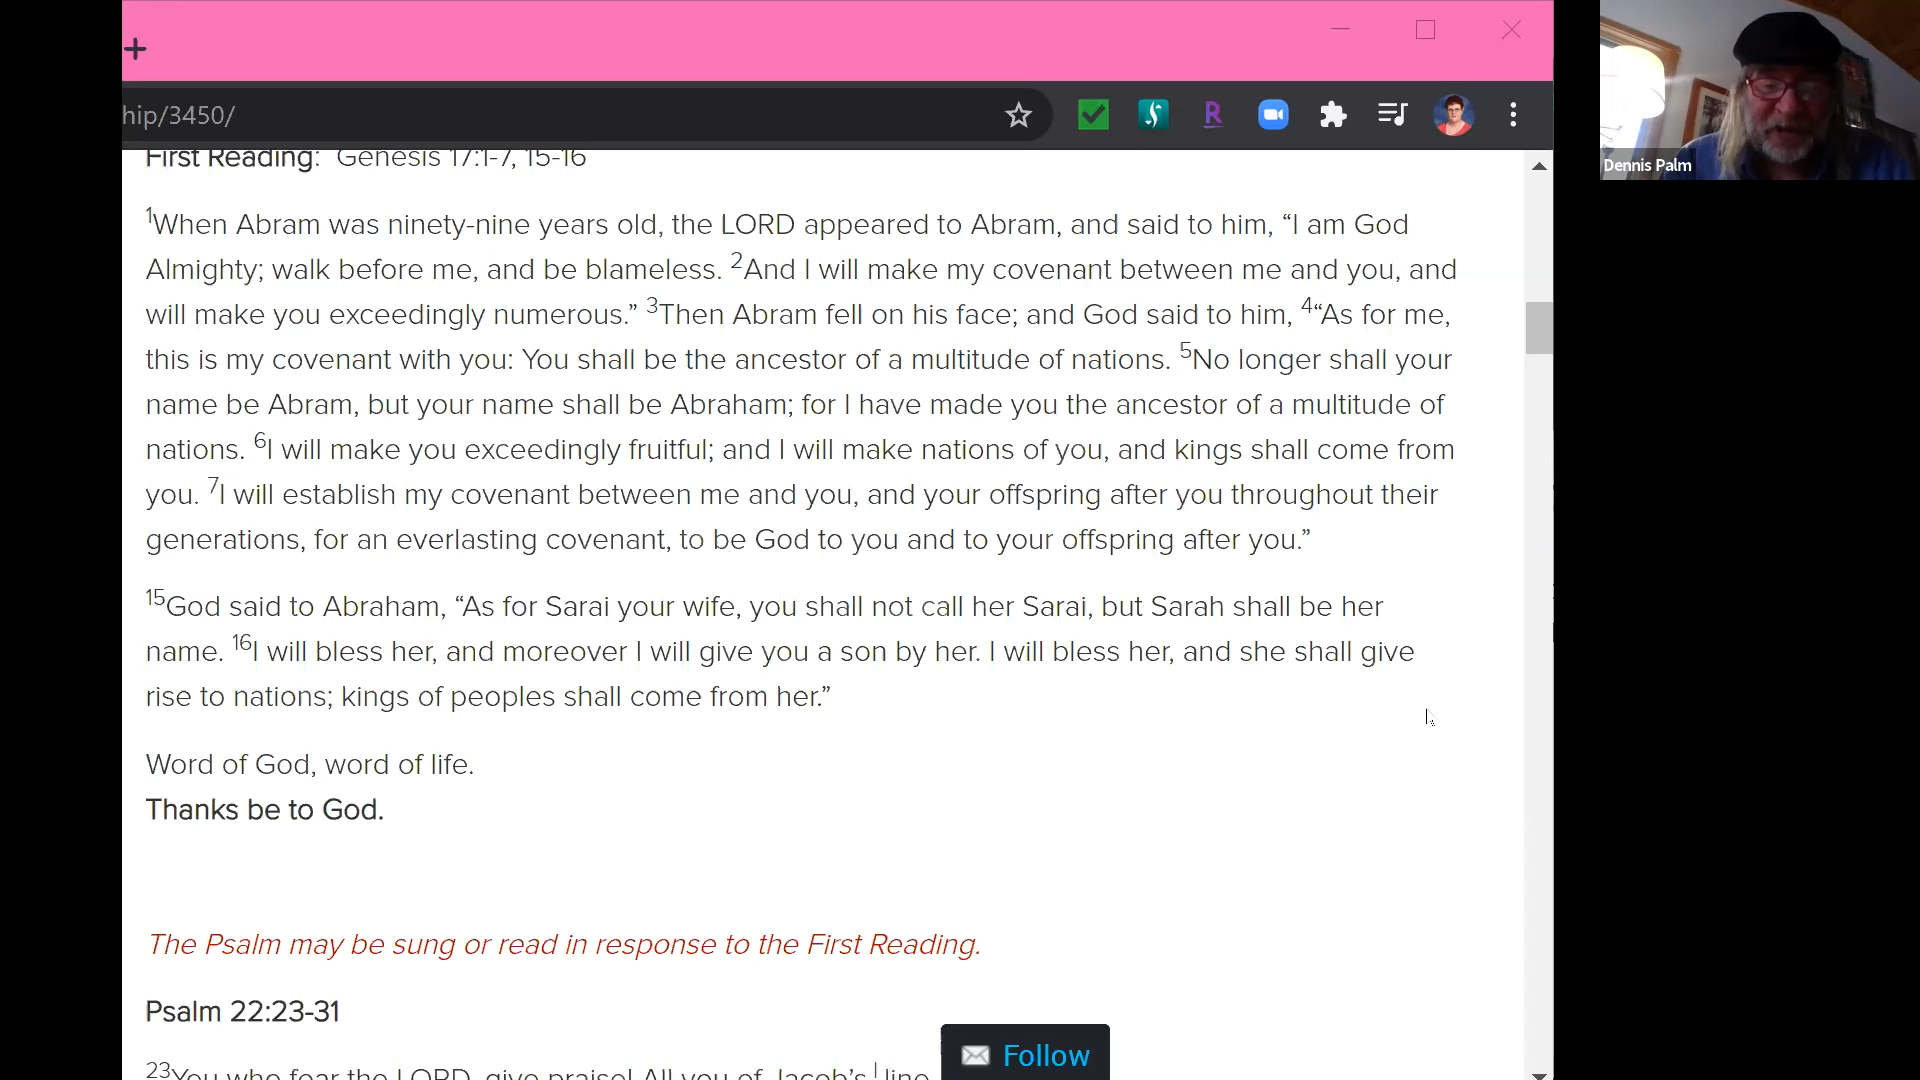 hip/3450/
Dennis Palm
First Reading: Genesis 17:1-7, 15-16
1When Abram was ninety-nine years old, the LORD appeared to Abram, and said to him, “I am God
Almighty; walk before me, and be blameless. 2And I will make my covenant between me and you, and
will make you exceedingly numerous.” 3Then Abram fell on his face; and God said to him, 4“As for me,
this is my covenant with you: You shall be the ancestor of a multitude of nations. 5No longer shall your
name be Abram, but your name shall be Abraham; for I have made you the ancestor of a multitude of
nations. 6I will make you exceedingly fruitful; and I will make nations of you, and kings shall come from
you. 7I will establish my covenant between me and you, and your offspring after you throughout their
generations, for an everlasting covenant, to be God to you and to your offspring after you.”
15God said to Abraham, “As for Sarai your wife, you shall not call her Sarai, but Sarah shall be her
name. 16I will bless her, and moreover I will give you a son by her. I will bless her, and she shall give
rise to nations; kings of peoples shall come from her.”
Word of God, word of life.
Thanks be to God.
The Psalm may be sung or read in response to the First Reading.
Psalm 22:23-31
23You who fear the LORD, give praise! All you of Jacob’s | line,
Follow